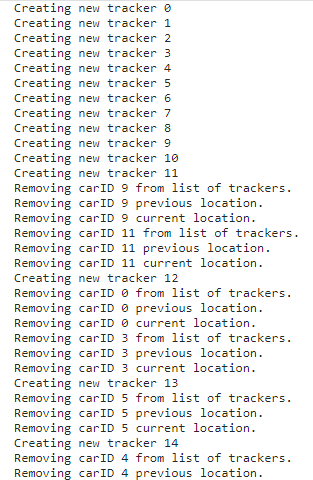 Creating new tracker 0
Creating new tracker 1
Creating new tracker 2
Creating new tracker 3
Creating new tracker 4
Creating new tracker 5
Creating new tracker 6
Creating new tracker 7
Creating new tracker 8
Creating new tracker 9
Creating new tracker 10
Creating new tracker 11
Removing carID 9 from list of trackers.
Removing carID 9 previous location.
Removing carID 9 current location.
Removing carID 11 from list of trackers.
Removing carID 11 previous location.
Removing carID 11 current location.
Creating new tracker 12
Removing carID 0 from list of trackers.
Removing carID 0 previous location.
Removing carID 0 current location.
Removing carID 3 from list of trackers.
Removing carID 3 previous location.
Removing carID 3 current location.
Creating new tracker 13
Removing carID 5 from list of trackers.
Removing carID 5 previous location.
Removing carID 5 current location.
Creating new tracker 14
Removing carID 4 from list of trackers.
Removing carID 4 previous location.